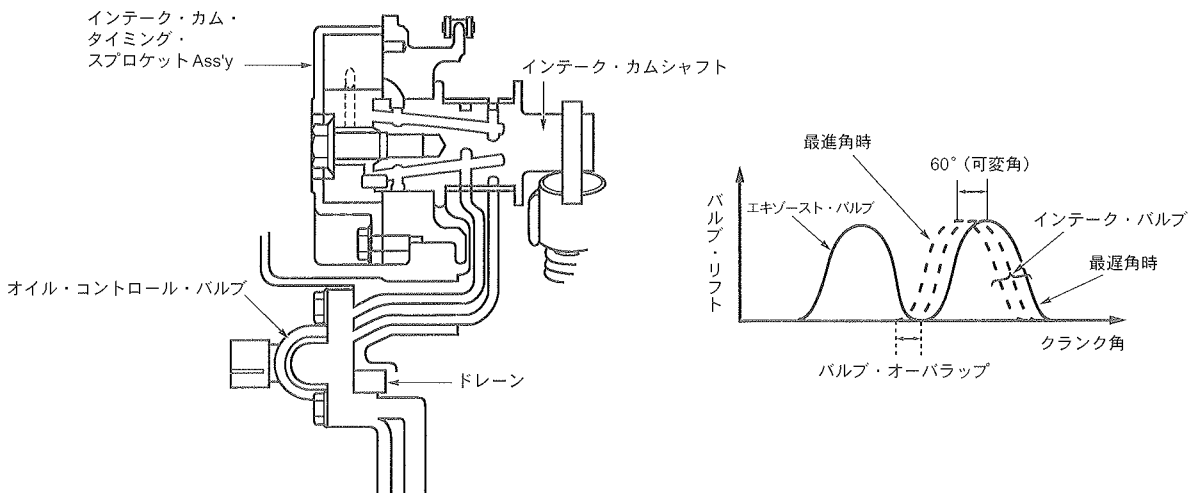 インテーク・カム・
タイミング・
スプロケット Ass'y
インテーク・カムシャフト
オイル・コントロール・バルブ
ドレーン
最進角時
60°（可変角）
エキゾースト・バルブ
インテーク・バルブ
最遅角時
バルブ・リフト
クランク角
バルブ・オーバラップ